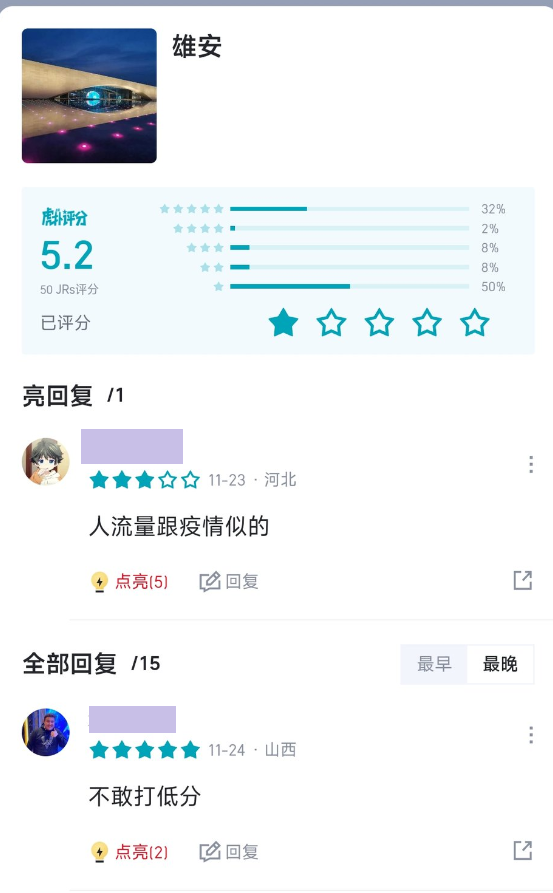 雄安
虎扑评分
5.2
50 JRs评分
已评分
32%
2%
8%
8%
50%
亮回复 /1
11-23 · 河北
人流量跟疫情似的
点亮(5) 回复
全部回复 /15
最早 最晚
11-24 · 山西
不敢打低分
点亮(2) 回复